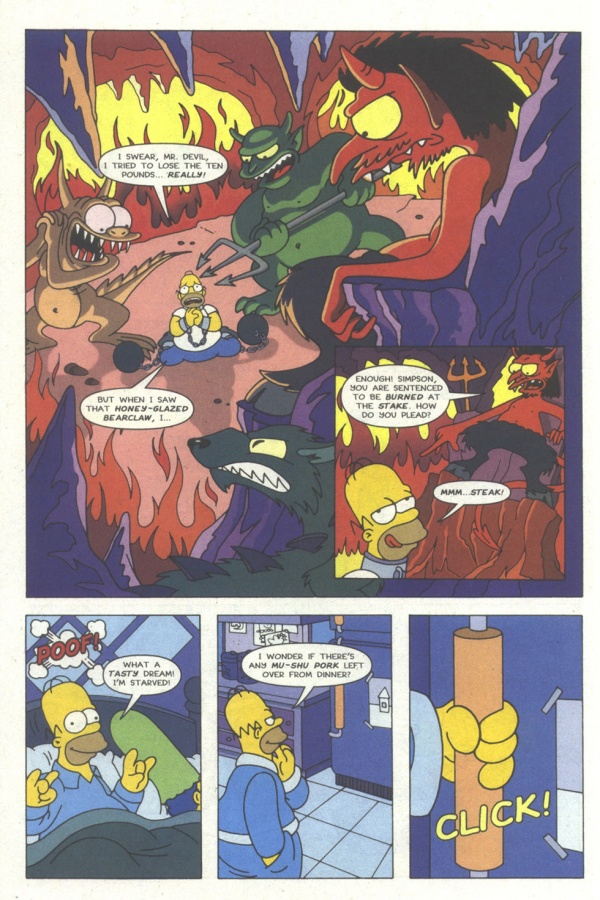 I SWEAR, MR. DEVIL,
I TRIED TO LOSE THE TEN
POUNDS... REALLY!
BUT WHEN I SAW
THAT HONEY-GLAZED
BEARCLAW, I...
ENOUGH! SIMPSON,
YOU ARE SENTENCED
TO BE BURNED AT
THE STAKE. HOW
DO YOU PLEAD?
MMM...STEAK!
POOF!
WHAT A
TASTY DREAM!
I'M STARVED!
I WONDER IF THERE'S
ANY MU-SHU PORK LEFT
OVER FROM DINNER?
CLICK!